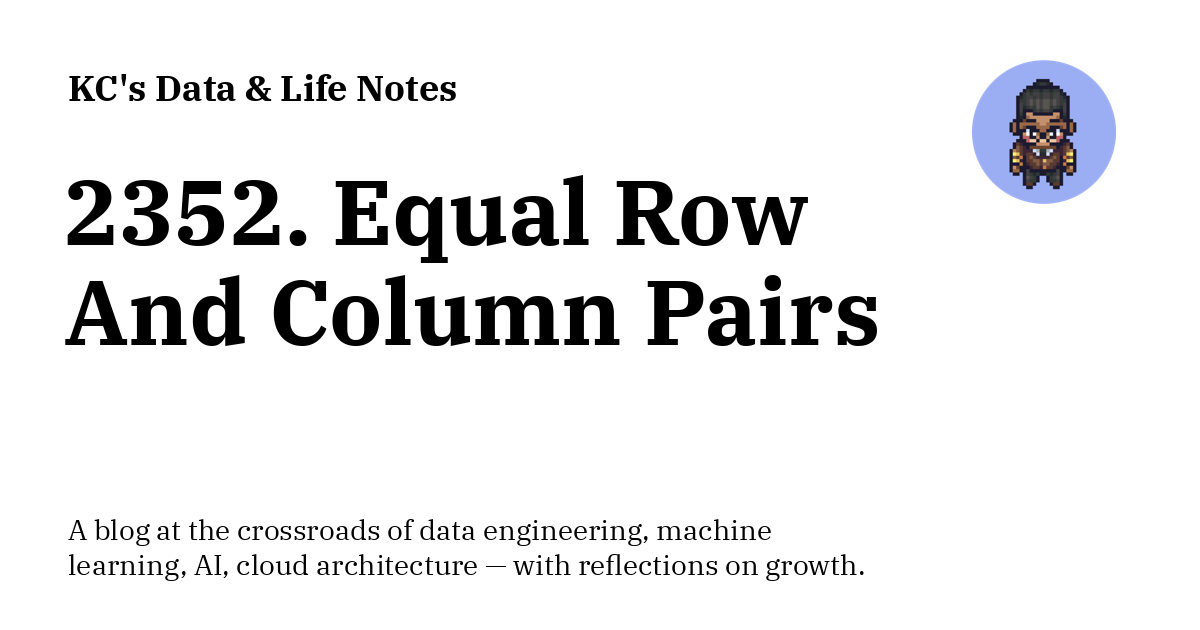 KC's Data & Life Notes
2352. Equal Row
And Column Pairs
A blog at the crossroads of data engineering, machine
learning, AI, cloud architecture — with reflections on growth.